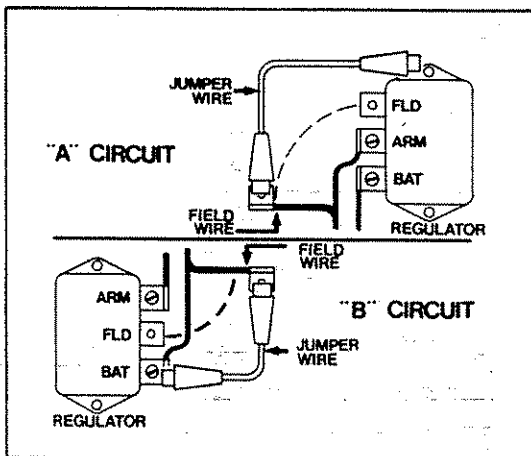 JUMPER
WIRE
FLD
"A" CIRCUIT
ARM
BAT
FIELD
WIRE
REGULATOR
FIELD
WIRE
ARM
"B" CIRCUIT
FLD
JUMPER
WIRE
BAT
REGULATOR